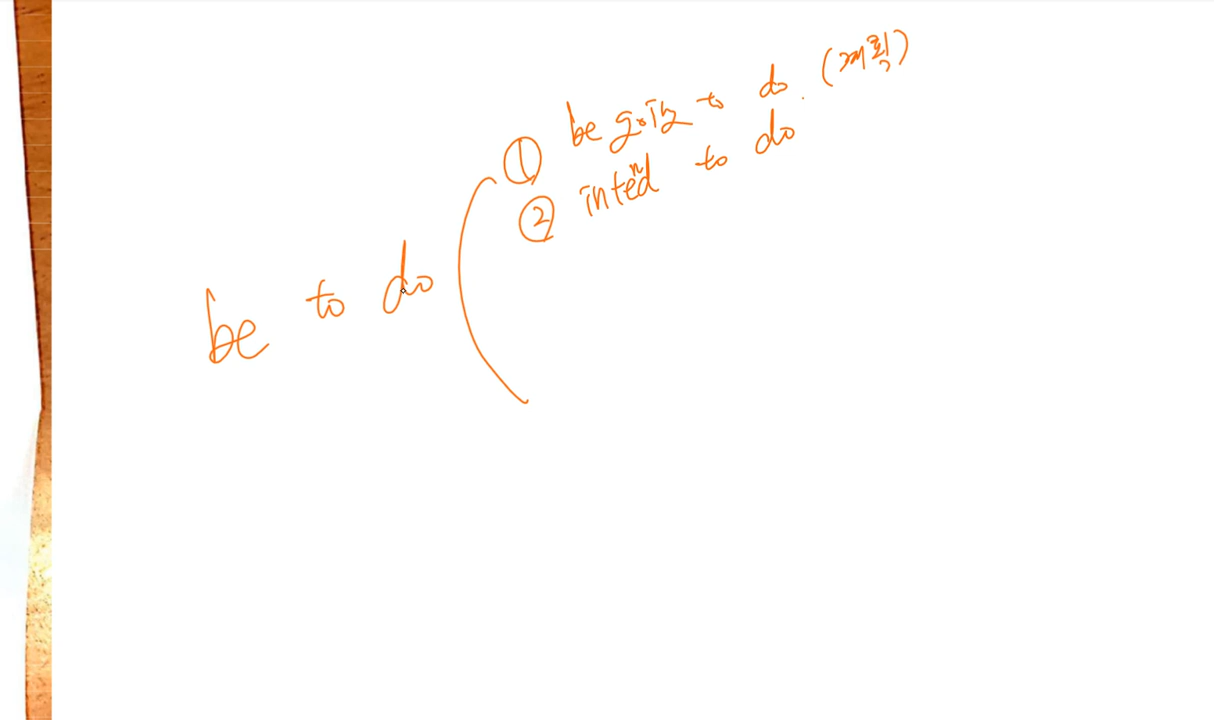 ① be going to do. (계획)
② intend to do
be to do